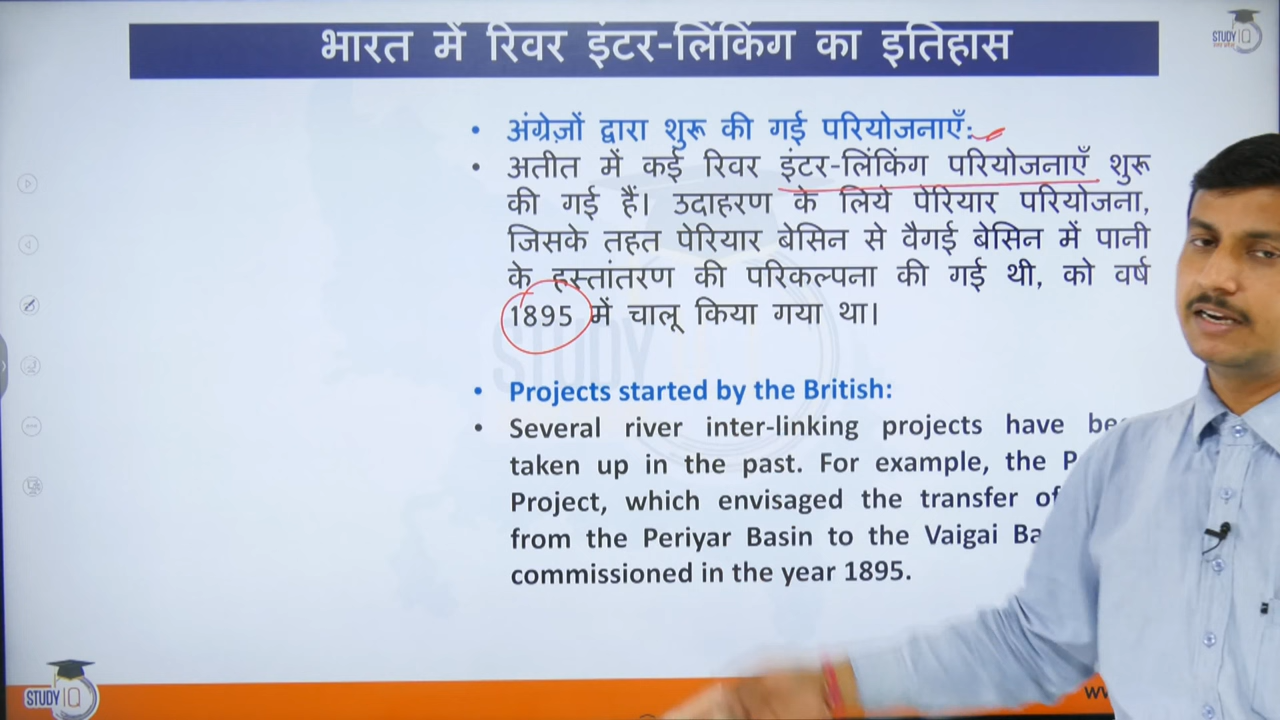 भारत में रिवर इंटर-लिंकिंग का इतिहास
STUDY IQ
• अंग्रेज़ों द्वारा शुरू की गई परियोजनाएँ:
• अतीत में कई रिवर इंटर-लिंकिंग परियोजनाएँ शुरू
की गई हैं। उदाहरण के लिये पेरियार परियोजना,
जिसके तहत पेरियार बेसिन से वैगई बेसिन में पानी
के हस्तांतरण की परिकल्पना की गई थी, को वर्ष
1895 में चालू किया गया था।
STUDY
• Projects started by the British:
• Several river inter-linking projects have
taken up in the past. For example, the
Project, which envisaged the transfer of
from the Periyar Basin to the Vaigai
commissioned in the year 1895.
STUDY IQ